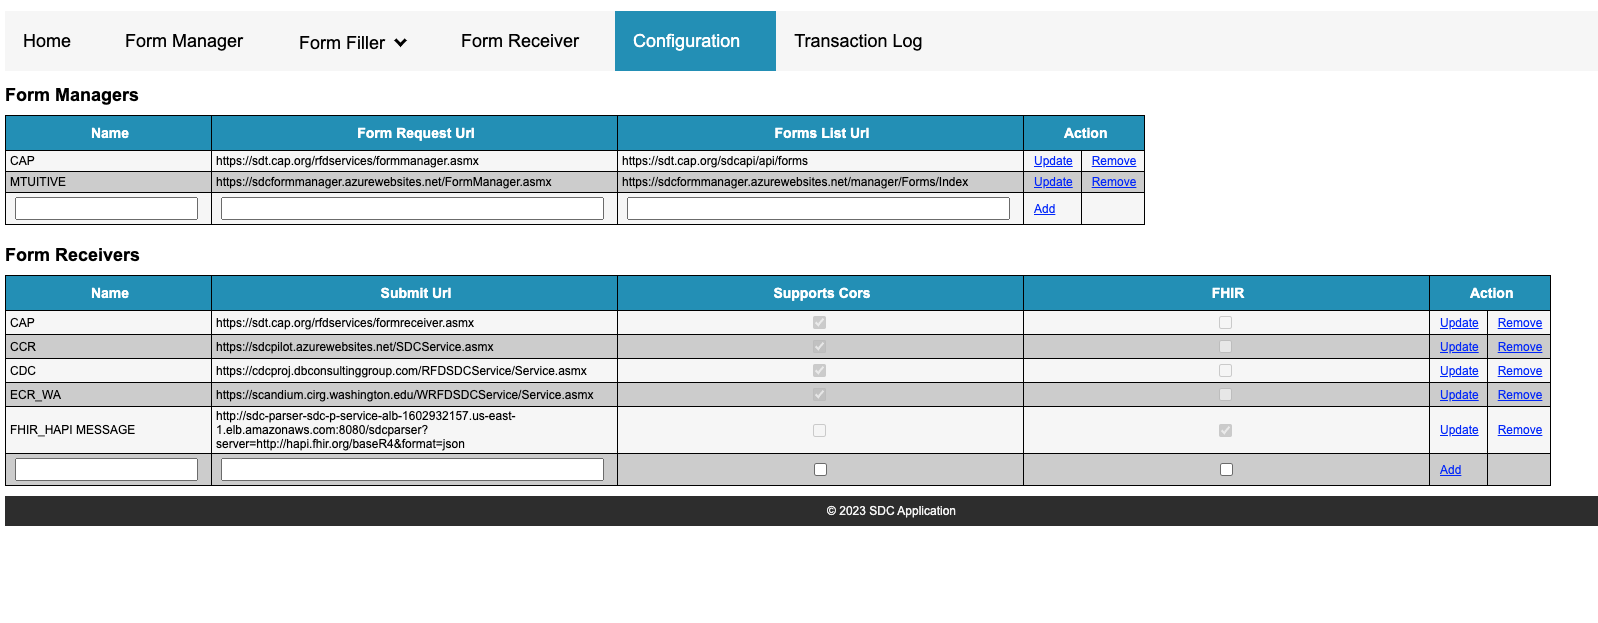 Home Form Manager Form Filler Form Receiver Configuration Transaction Log
Form Managers
Name Form Request Url Forms List Url Action
CAP https://sdt.cap.org/rfdservices/formmanager.asmx https://sdt.cap.org/sdcapi/api/forms Update Remove
MTUITIVE https://sdcformmanager.azurewebsites.net/FormManager.asmx https://sdcformmanager.azurewebsites.net/manager/Forms/Index Update Remove
Add
Form Receivers
Name Submit Url Supports Cors FHIR Action
CAP https://sdt.cap.org/rfdservices/formreceiver.asmx Update Remove
CCR https://sdcpilot.azurewebsites.net/SDCService.asmx Update Remove
CDC https://cdcproj.dbconsultinggroup.com/RFDSDCService/Service.asmx Update Remove
ECR_WA https://scandium.cirg.washington.edu/WRFDSDCService/Service.asmx Update Remove
http://sdc-parser-sdc-p-service-alb-1602932157.us-east-
FHIR_HAPI MESSAGE 1.elb.amazonaws.com:8080/sdcparser? Update Remove
server=http://hapi.fhir.org/baseR4&format=json
Add
© 2023 SDC Application